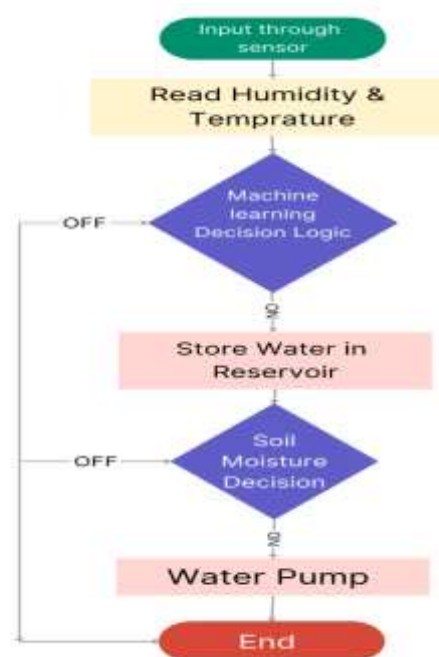 Input through
sensor
Read Humidity &
Temprature
Machine
learning
Decision Logic
OFF
ON
Store Water in
Reservoir
Soil
Moisture
Decision
OFF
ON
Water Pump
End